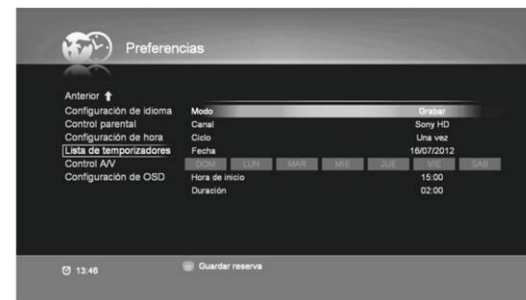 Preferencias
Anterior
Configuración de idioma
Control parental
Configuración de hora
Lista de temporizadores
Control A/V
Configuración de OSD
Modo Grabar
Canal Sony HD
Ciclo Una vez
Fecha 16/07/2012
DOM LUN MAR MIE JUE VIE SAB
Hora de inicio 15:00
Duración 02:00
13:46
Guardar reserva